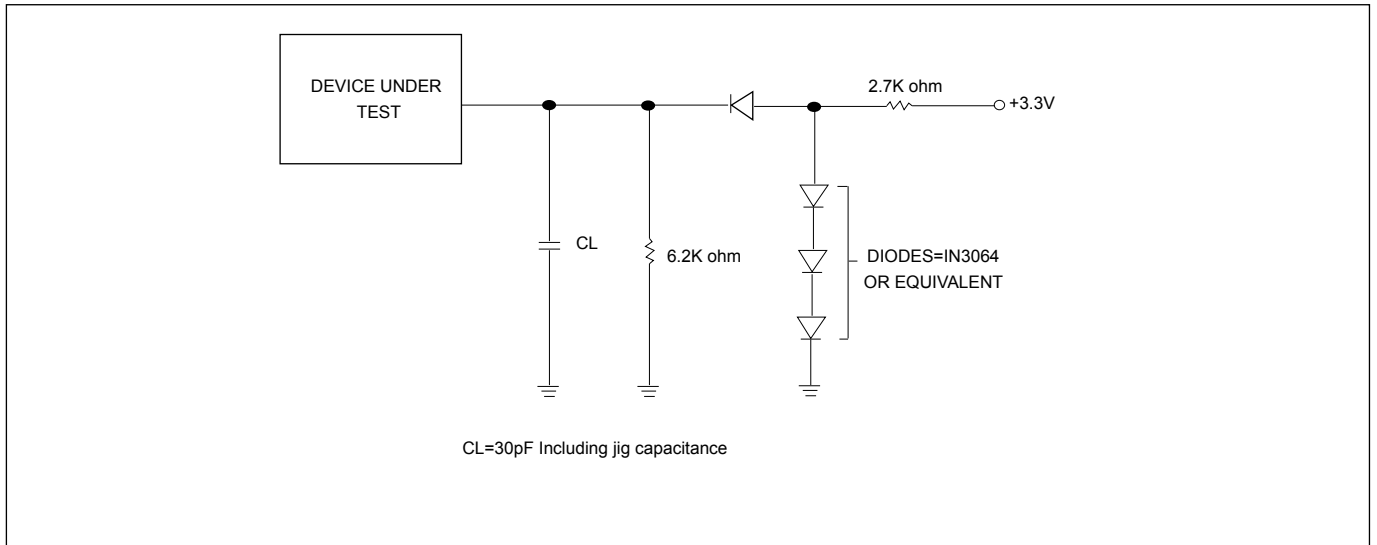 DEVICE UNDER
TEST
2.7K ohm
+3.3V
CL
6.2K ohm
DIODES=IN3064
OR EQUIVALENT
CL=30pF Including jig capacitance